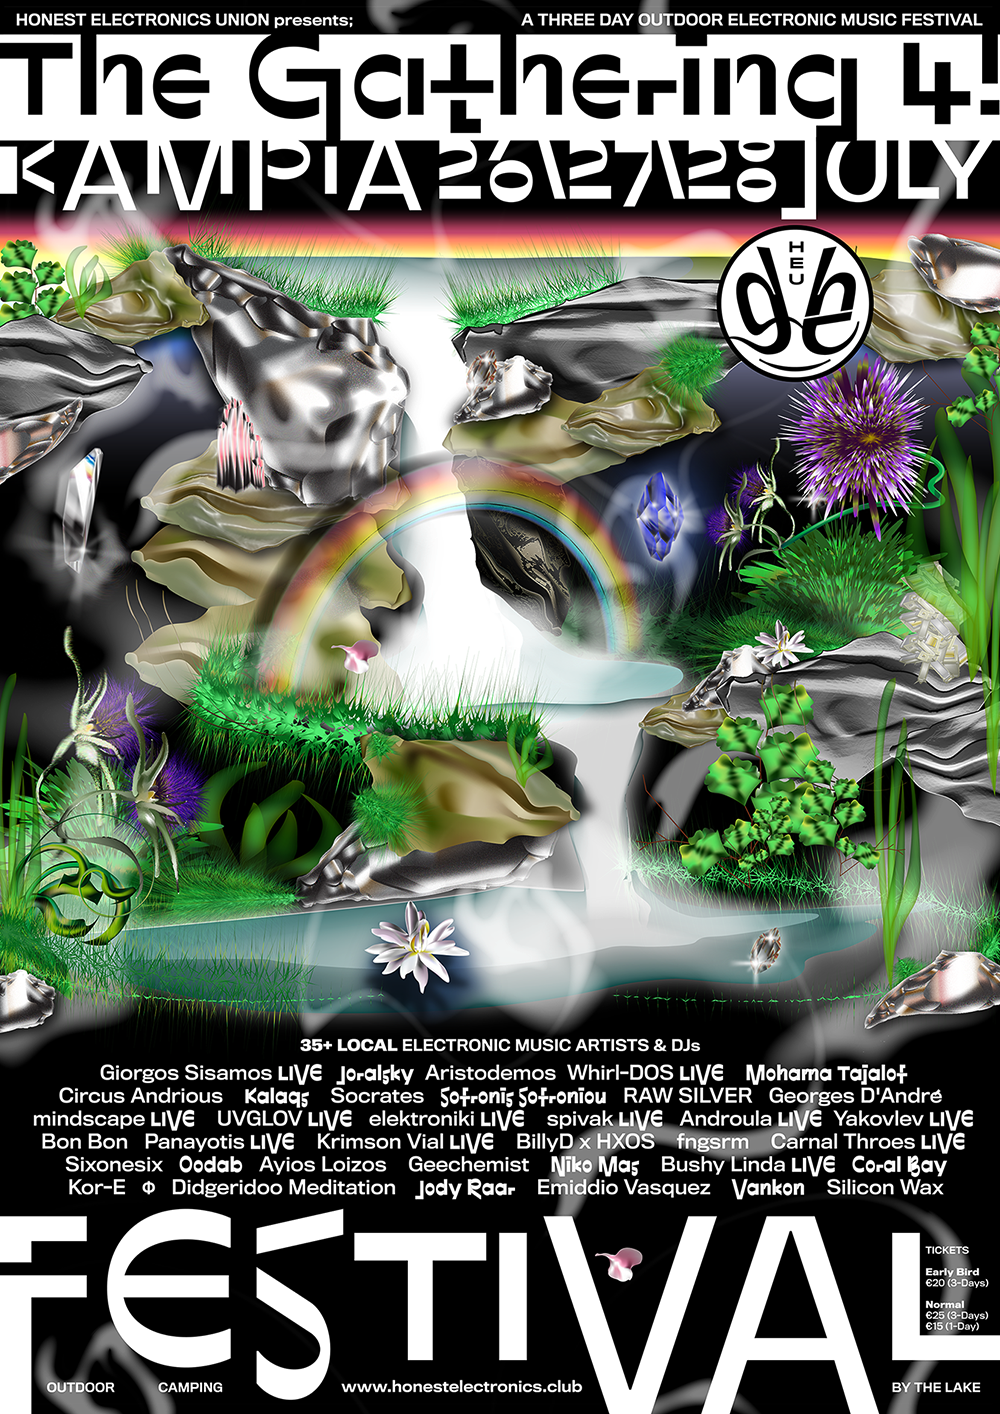 HONEST ELECTRONICS UNION presents;
A THREE DAY OUTDOOR ELECTRONIC MUSIC FESTIVAL
The Gathering 4!
KAMPIA 26\27\28 JULY
HEU
ghe
35+ LOCAL ELECTRONIC MUSIC ARTISTS & DJs
Giorgos Sisamos LIVE Joralsky Aristodemos Whirl-DOS LIVE Mohama Tajalof
Circus Andrious Kalaqs Socrates Sofronis Sofroniou RAW SILVER Georges D'André
mindscape LIVE UVGLOV LIVE elektroniki LIVE spivak LIVE Androula LIVE Yakovlev LIVE
Bon Bon Panayotis LIVE Krimson Vial LIVE BillyD x HXOS fngsrm Carnal Throes LIVE
Sixonesix Oodab Ayios Loizos Geechemist Niko Mas Bushy Linda LIVE Coral Bay
Kor-E Φ Didgeridoo Meditation Jody Raar Emiddio Vasquez Vankon Silicon Wax
FESTIVAL
TICKETS
Early Bird
€20 (3-Days)
Normal
€25 (3-Days)
€15 (1-Day)
OUTDOOR CAMPING www.honestelectronics.club BY THE LAKE